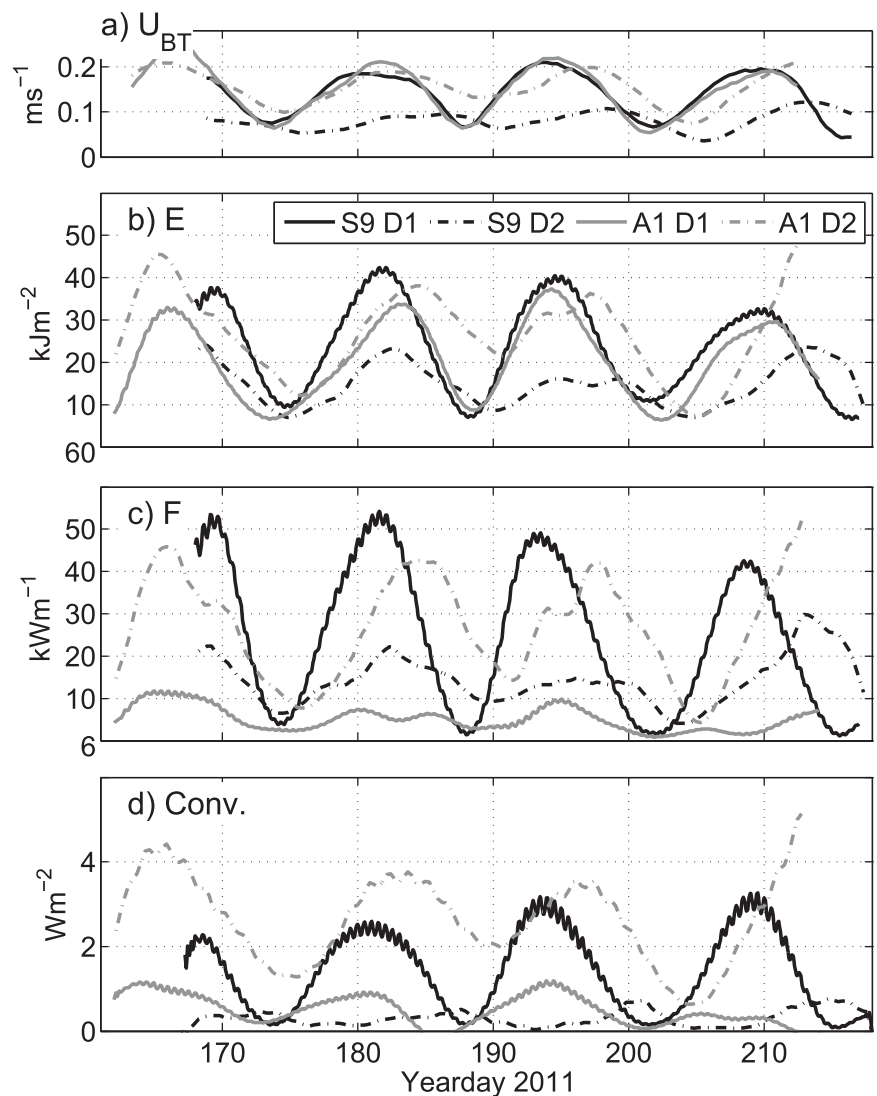 a) U_BT
0.2
0.1
0
ms⁻¹
b) E
S9 D1 S9 D2 A1 D1 A1 D2
50
40
30
20
10
60
kJm⁻²
c) F
50
40
30
20
10
6
kWm⁻¹
d) Conv.
4
2
0
Wm⁻²
170 180 190 200 210
Yearday 2011